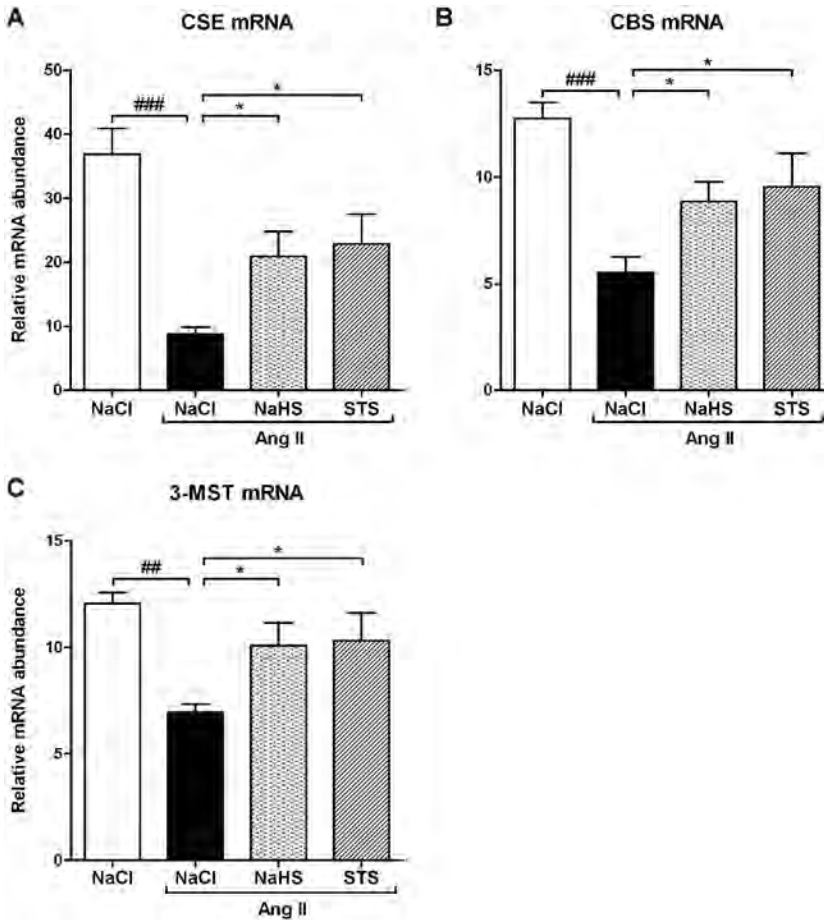 A
CSE mRNA
Relative mRNA abundance
50
40
30
20
10
0
###
*
*
NaCl
NaCl NaHS STS
Ang II
B
CBS mRNA
15
10
5
0
###
*
*
NaCl
NaCl NaHS STS
Ang II
C
3-MST mRNA
Relative mRNA abundance
15
10
5
0
##
*
*
NaCl
NaCl NaHS STS
Ang II